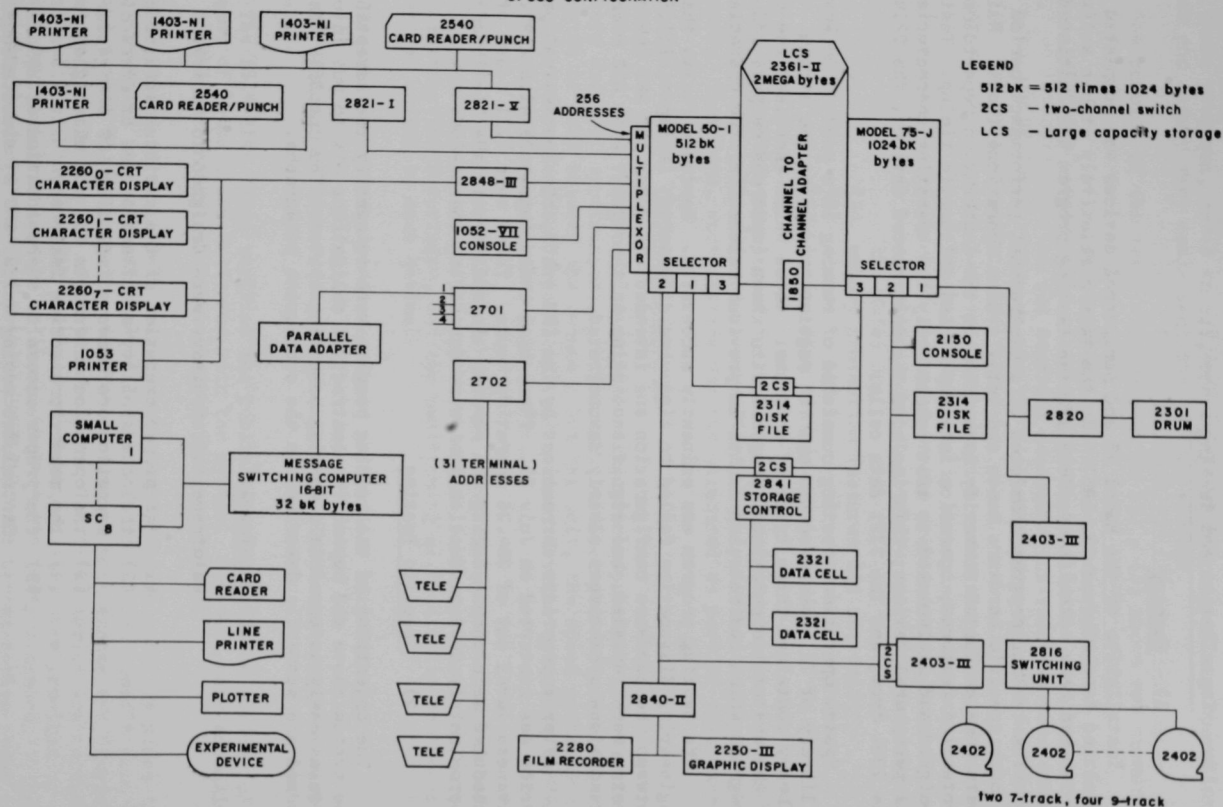 1403-N1
PRINTER
1403-N1
PRINTER
1403-N1
PRINTER
2540
CARD READER/PUNCH
1403-N1
PRINTER
2540
CARD READER/PUNCH
2821-I
2821-V
256
ADDRESSES
LCS
2361-II
2MEGA bytes
LEGEND
512 bK = 512 times 1024 bytes
2CS — two-channel switch
LCS — Large capacity storage
MULTIPLEXOR
MODEL 50-I
512 bK
bytes
SELECTOR
2 1 3
CHANNEL TO
CHANNEL ADAPTER
1850
MODEL 75-J
1024 bK
bytes
SELECTOR
3 2 1
2260₀-CRT
CHARACTER DISPLAY
2260₁-CRT
CHARACTER DISPLAY
2260₇-CRT
CHARACTER DISPLAY
1053
PRINTER
2848-III
1052-VII
CONSOLE
1
2
3
4
2701
2702
PARALLEL
DATA ADAPTER
SMALL
COMPUTER
1
SC
8
MESSAGE
SWITCHING COMPUTER
16-BIT
32 bK bytes
(31 TERMINAL)
ADDRESSES
2CS
2314
DISK
FILE
2CS
2841
STORAGE
CONTROL
2321
DATA CELL
2321
DATA CELL
2150
CONSOLE
2314
DISK
FILE
2820
2301
DRUM
2403-III
2CS
2403-III
2816
SWITCHING
UNIT
2402
2402
2402
two 7-track, four 9-track
CARD
READER
LINE
PRINTER
PLOTTER
EXPERIMENTAL
DEVICE
TELE
TELE
TELE
TELE
2840-II
2280
FILM RECORDER
2250-III
GRAPHIC DISPLAY